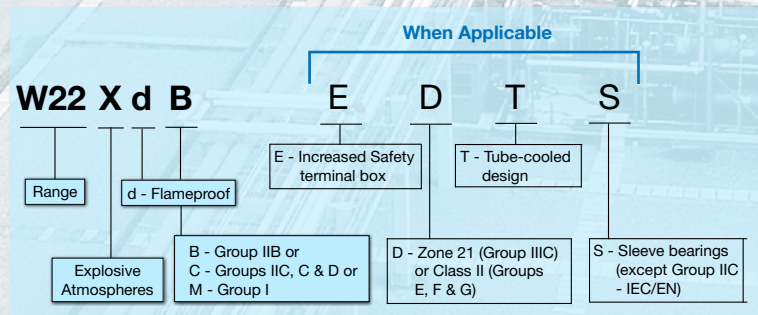 When Applicable
W22 X d B E D T S
E - Increased Safety
terminal box
T - Tube-cooled
design
Range
d - Flameproof
B - Group IIB or
C - Groups IIC, C & D or
M - Group I
D - Zone 21 (Group IIIC)
or Class II (Groups
E, F & G)
S - Sleeve bearings
(except Group IIC
- IEC/EN)
Explosive
Atmospheres